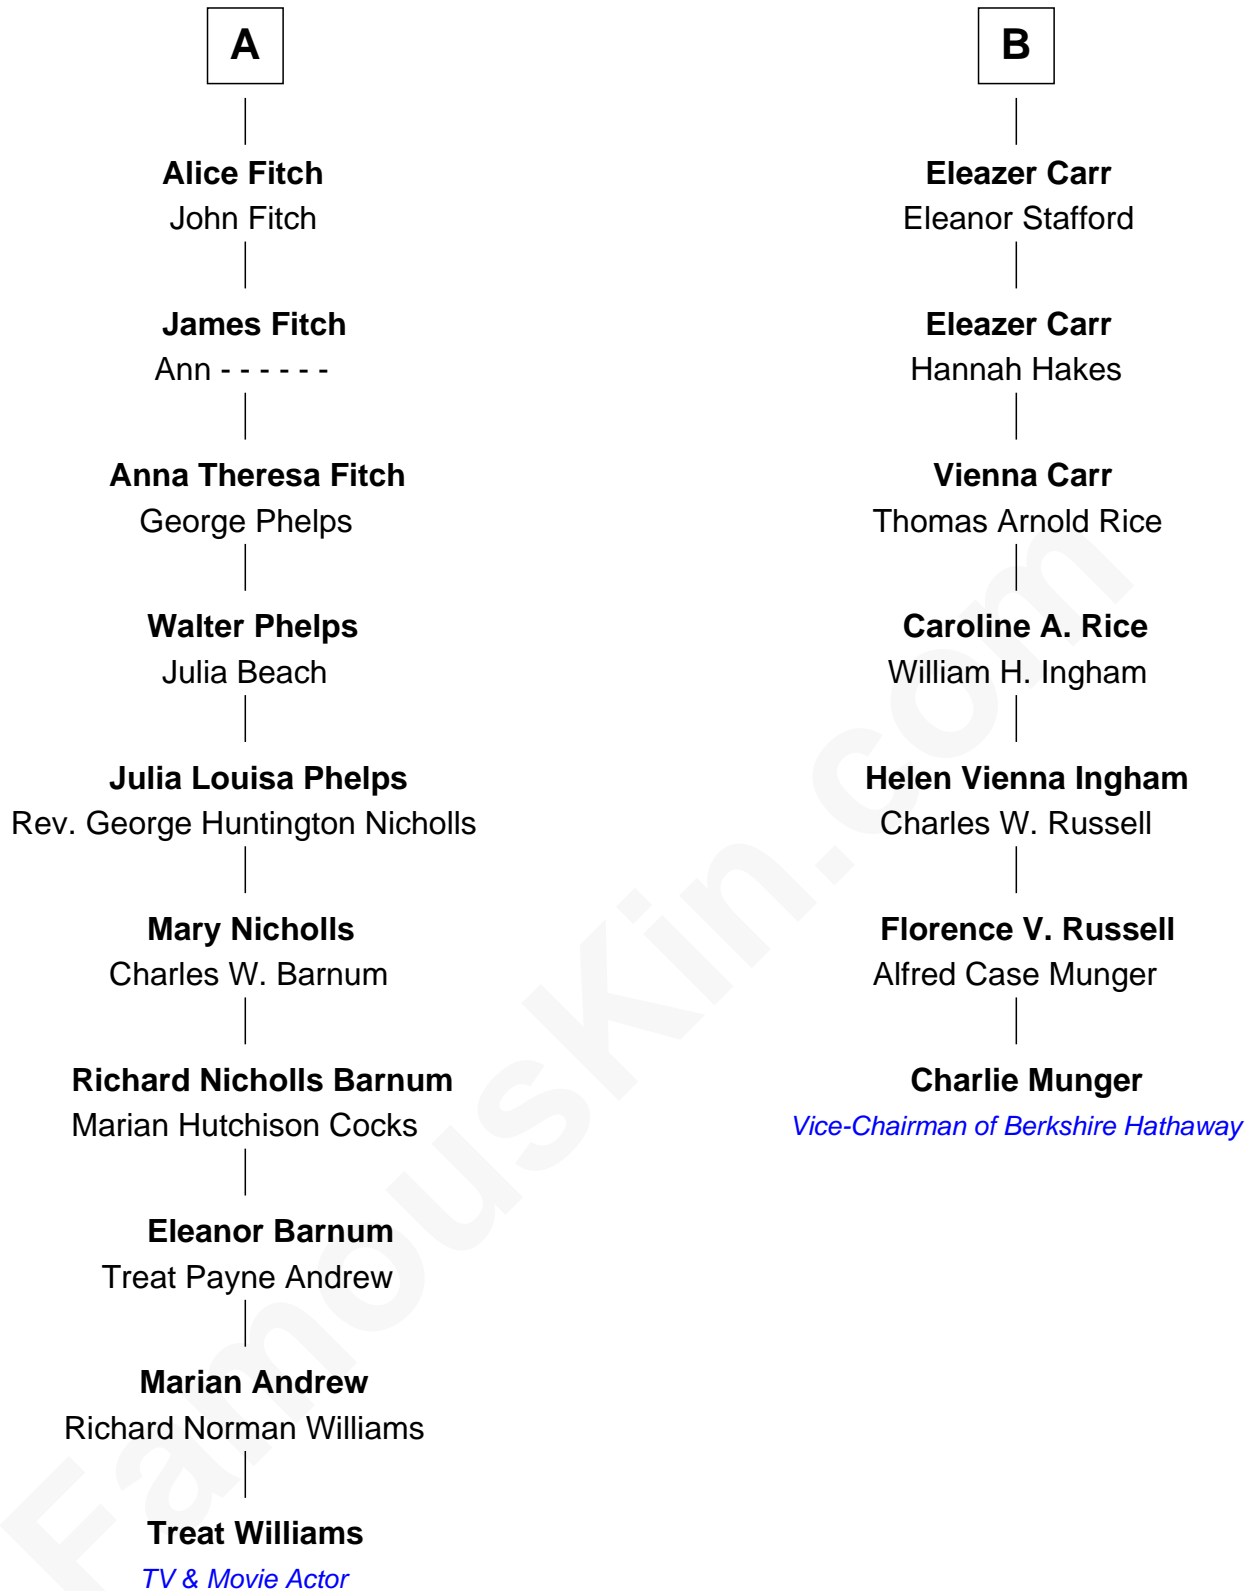 A
Alice Fitch
John Fitch
James Fitch
Ann - - - - - -
Anna Theresa Fitch
George Phelps
Walter Phelps
Julia Beach
Julia Louisa Phelps
Rev. George Huntington Nicholls
Mary Nicholls
Charles W. Barnum
Richard Nicholls Barnum
Marian Hutchison Cocks
Eleanor Barnum
Treat Payne Andrew
Marian Andrew
Richard Norman Williams
Treat Williams
TV & Movie Actor
B
Eleazer Carr
Eleanor Stafford
Eleazer Carr
Hannah Hakes
Vienna Carr
Thomas Arnold Rice
Caroline A. Rice
William H. Ingham
Helen Vienna Ingham
Charles W. Russell
Florence V. Russell
Alfred Case Munger
Charlie Munger
Vice-Chairman of Berkshire Hathaway
FamousKin.com